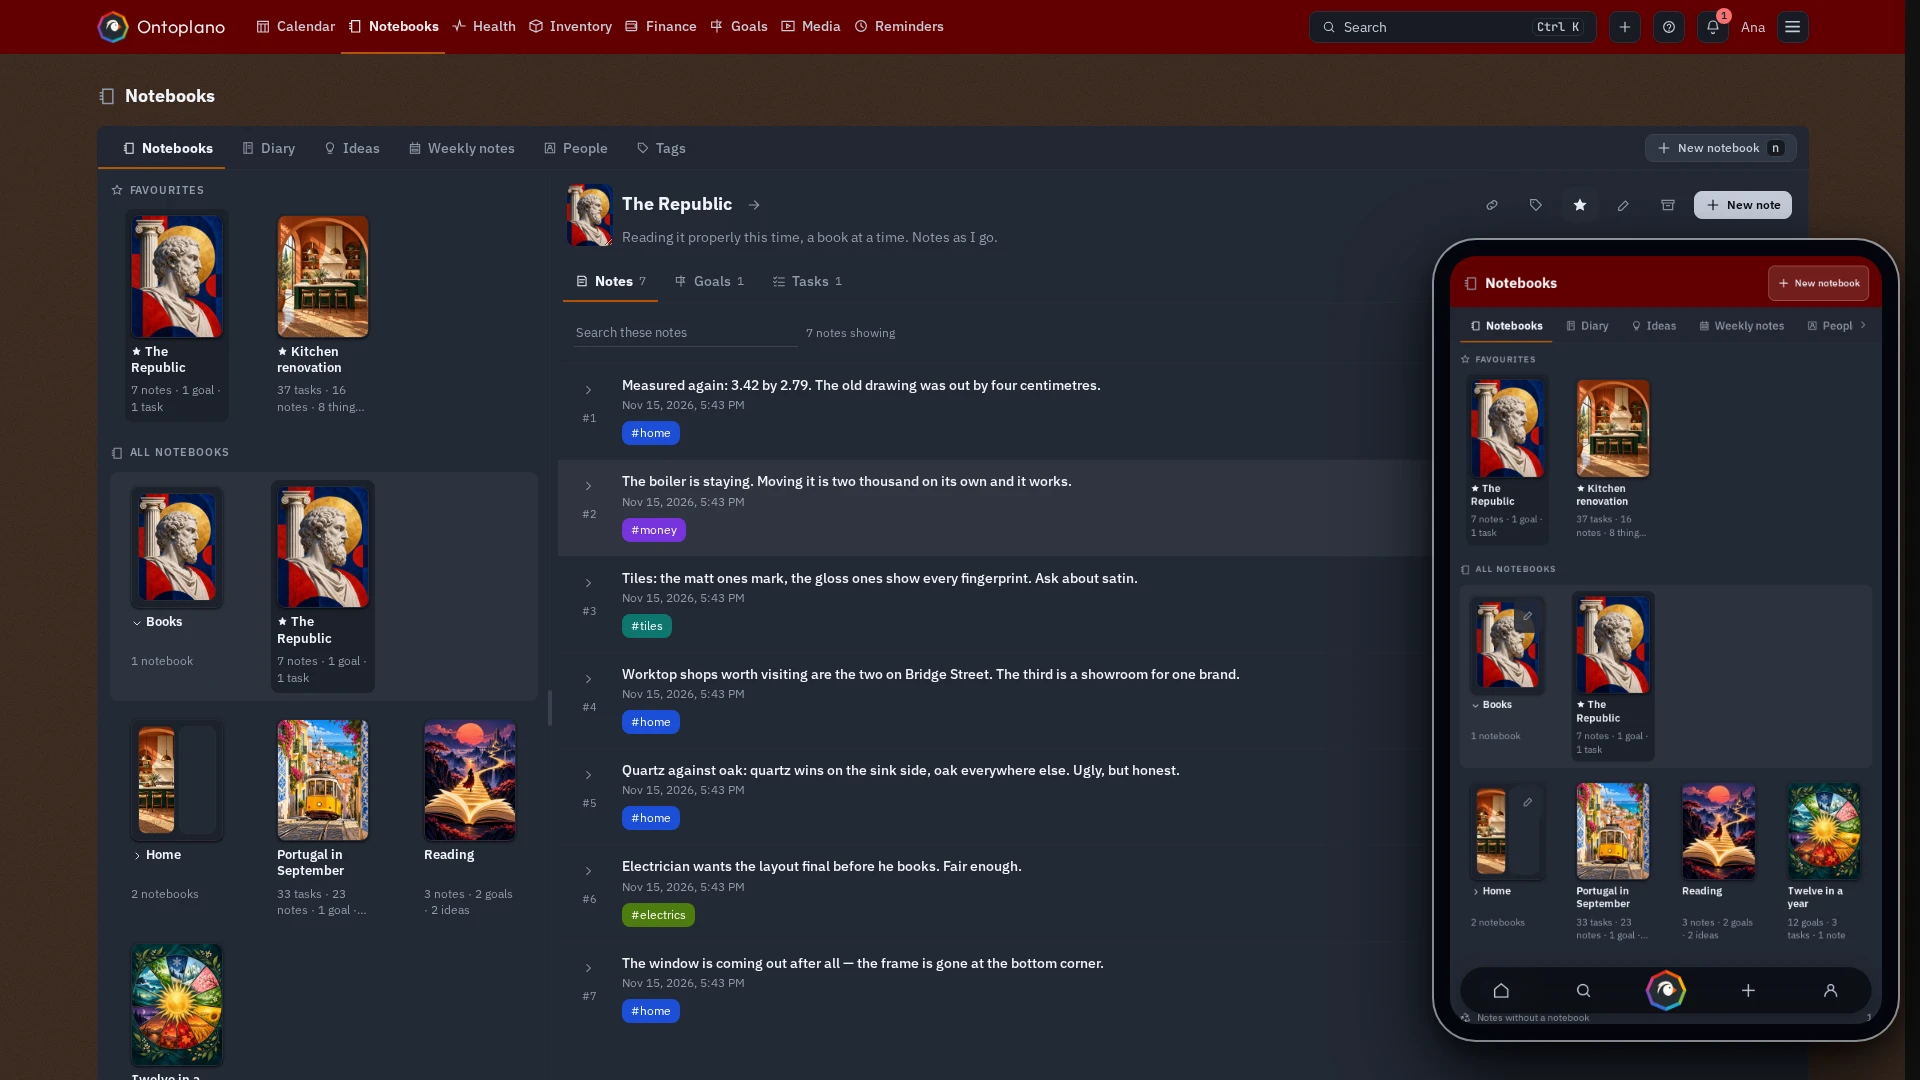 Ontoplano
Calendar
Notebooks
Health
Inventory
Finance
Goals
Media
Reminders
Search
Ctrl K
1
Ana
Notebooks
Notebooks
Diary
Ideas
Weekly notes
People
Tags
New notebook n
FAVOURITES
The
Republic
7 notes · 1 goal ·
1 task
Kitchen
renovation
37 tasks · 16
notes · 8 thing...
ALL NOTEBOOKS
Books
1 notebook
The
Republic
7 notes · 1 goal ·
1 task
Home
2 notebooks
Portugal in
September
33 tasks · 23
notes · 1 goal ·...
Reading
3 notes · 2 goals
· 2 ideas
Twelve in a
The Republic
Reading it properly this time, a book at a time. Notes as I go.
New note
Notes 7
Goals 1
Tasks 1
Search these notes
7 notes showing
Measured again: 3.42 by 2.79. The old drawing was out by four centimetres.
Nov 15, 2026, 5:43 PM
#1
#home
The boiler is staying. Moving it is two thousand on its own and it works.
Nov 15, 2026, 5:43 PM
#2
#money
Tiles: the matt ones mark, the gloss ones show every fingerprint. Ask about satin.
Nov 15, 2026, 5:43 PM
#3
#tiles
Worktop shops worth visiting are the two on Bridge Street. The third is a showroom for one brand.
Nov 15, 2026, 5:43 PM
#4
#home
Quartz against oak: quartz wins on the sink side, oak everywhere else. Ugly, but honest.
Nov 15, 2026, 5:43 PM
#5
#home
Electrician wants the layout final before he books. Fair enough.
Nov 15, 2026, 5:43 PM
#6
#electrics
The window is coming out after all — the frame is gone at the bottom corner.
Nov 15, 2026, 5:43 PM
#7
#home
Notebooks
New notebook
Notebooks
Diary
Ideas
Weekly notes
Peopl
FAVOURITES
The
Republic
7 notes · 1 goal ·
1 task
Kitchen
renovation
37 tasks · 16
notes · 8 thing...
ALL NOTEBOOKS
Books
1 notebook
The
Republic
7 notes · 1 goal ·
1 task
Home
2 notebooks
Portugal in
September
33 tasks · 23
notes · 1 goal ·...
Reading
3 notes · 2 goals
· 2 ideas
Twelve in a
year
12 goals · 3
tasks · 1 note
Notes without a notebook
1